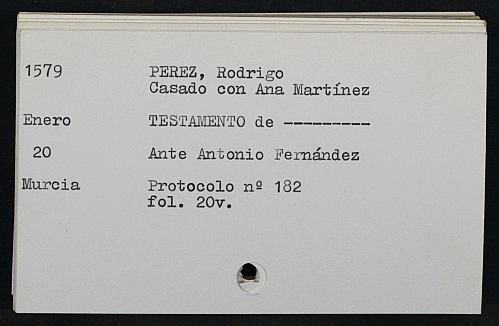 1579 PEREZ, Rodrigo
Casado con Ana Martínez
Enero TESTAMENTO de ---------
20 Ante Antonio Fernández
Murcia Protocolo nº 182
fol. 20v.